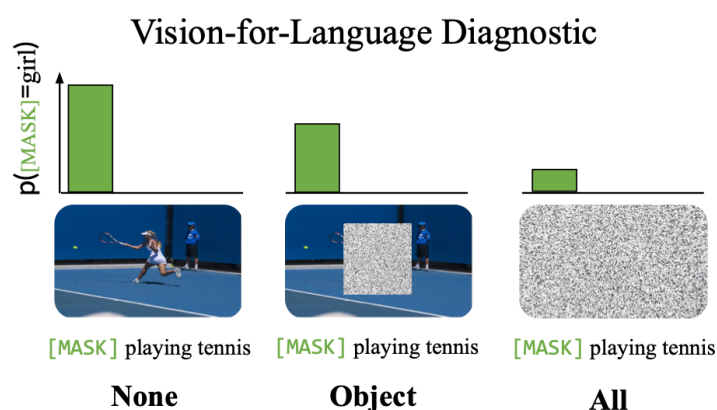 Vision-for-Language Diagnostic
p([MASK]=girl)
[MASK] playing tennis
[MASK] playing tennis
[MASK] playing tennis
None
Object
All